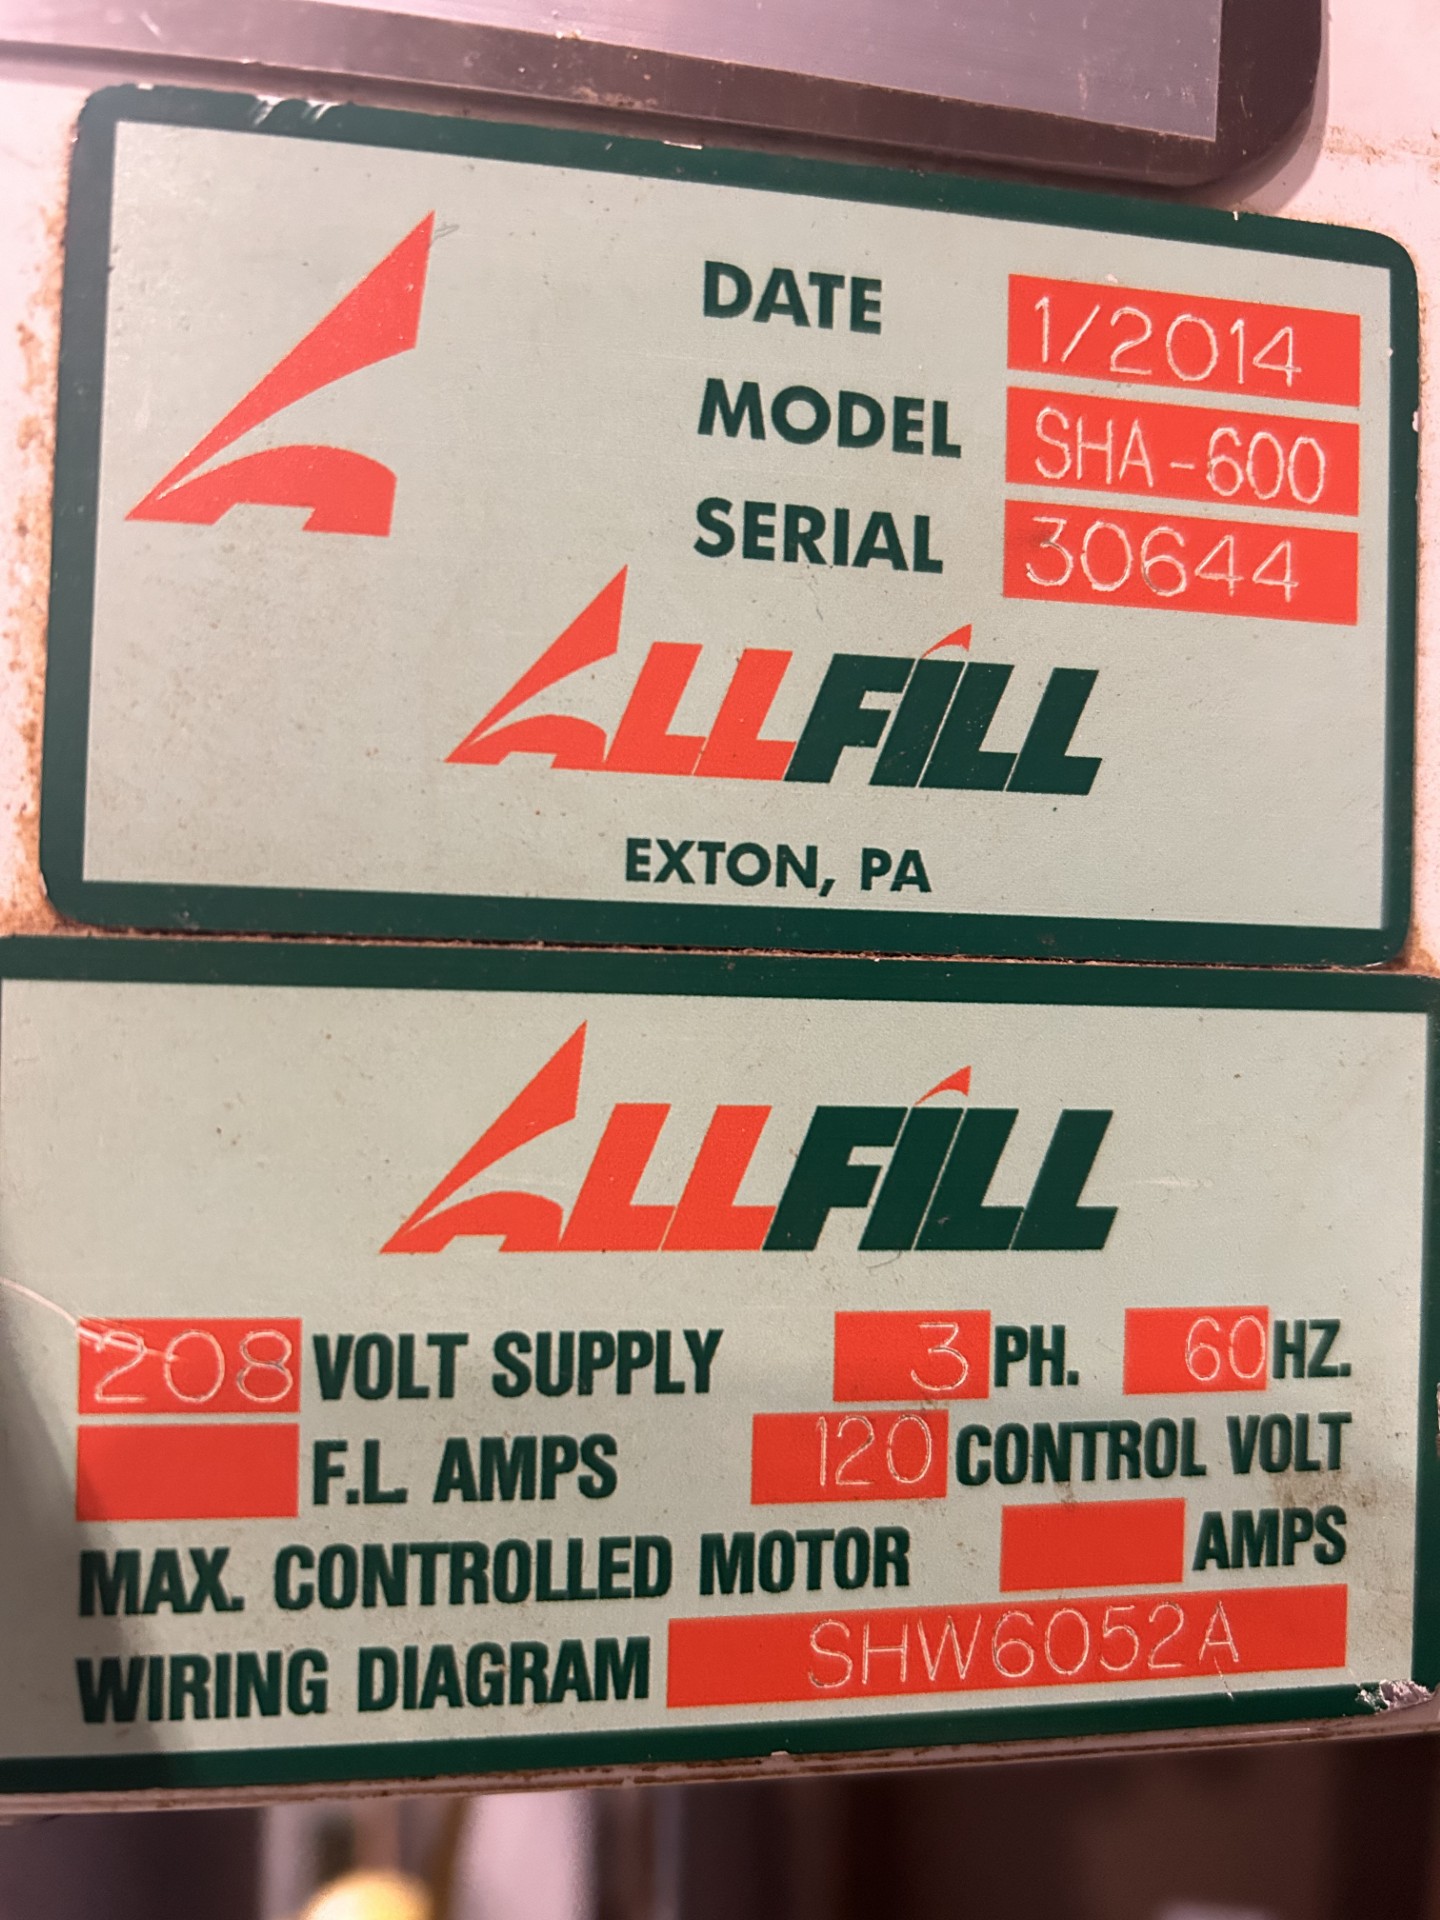 DATE 1/2014
MODEL SHA-600
SERIAL 30644
ALLFILL
EXTON, PA
ALLFILL
208 VOLT SUPPLY 3 PH. 60 HZ.
F.L. AMPS 120 CONTROL VOLT
MAX. CONTROLLED MOTOR AMPS
WIRING DIAGRAM SHW6052A